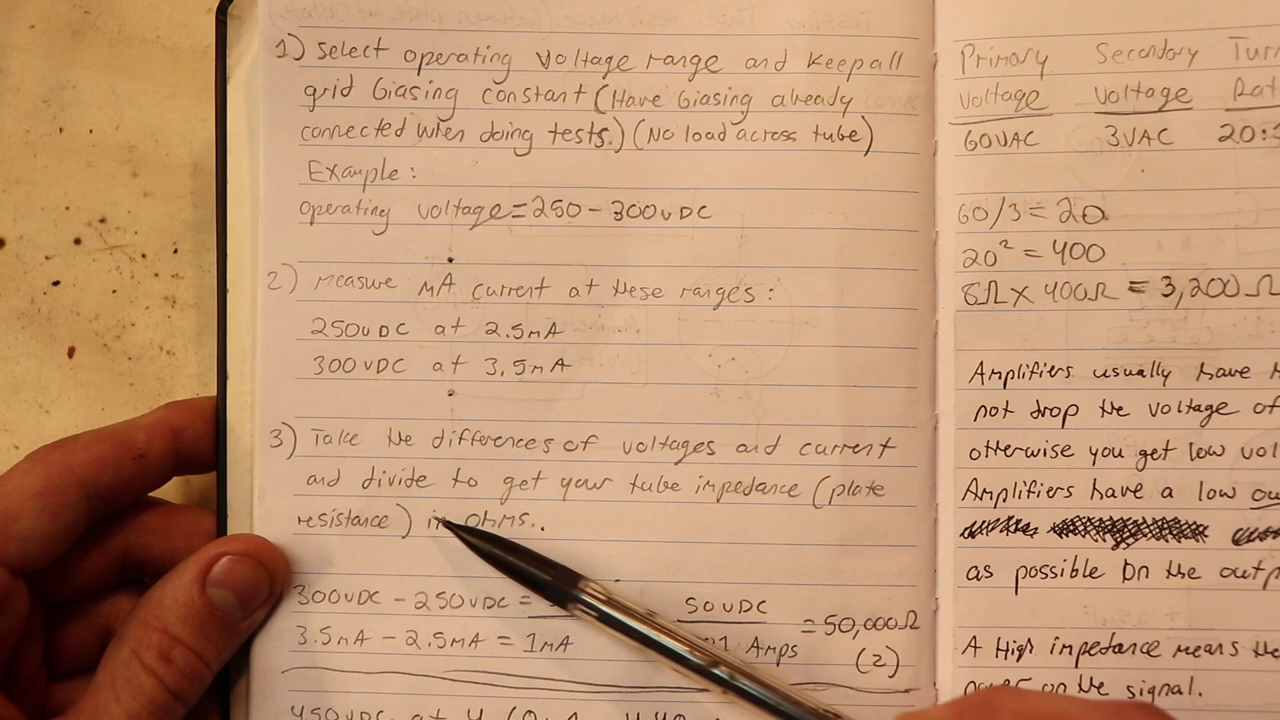 1) Select operating voltage range and keep all
grid biasing constant (Have biasing already
connected when doing tests.) (No load across tube)
Example:
operating voltage = 250 - 300VDC
2) Measure mA current at these ranges:
250VDC at 2.5mA
300VDC at 3.5mA
3) Take the differences of voltages and current
and divide to get your tube impedance (plate
resistance) in ohms..
300VDC - 250VDC =
3.5mA - 2.5mA = 1mA
50VDC
Amps
= 50,000Ω
(2)
450VDC at
Primary Secondary
Voltage Voltage
60VAC 3VAC
60/3 = 20
20² = 400
8Ω X 400Ω = 3,200Ω
Amplifiers usually have
not drop the voltage of
otherwise you get low
Amplifiers have a low
as possible on the
A High impedance means the
on the signal.